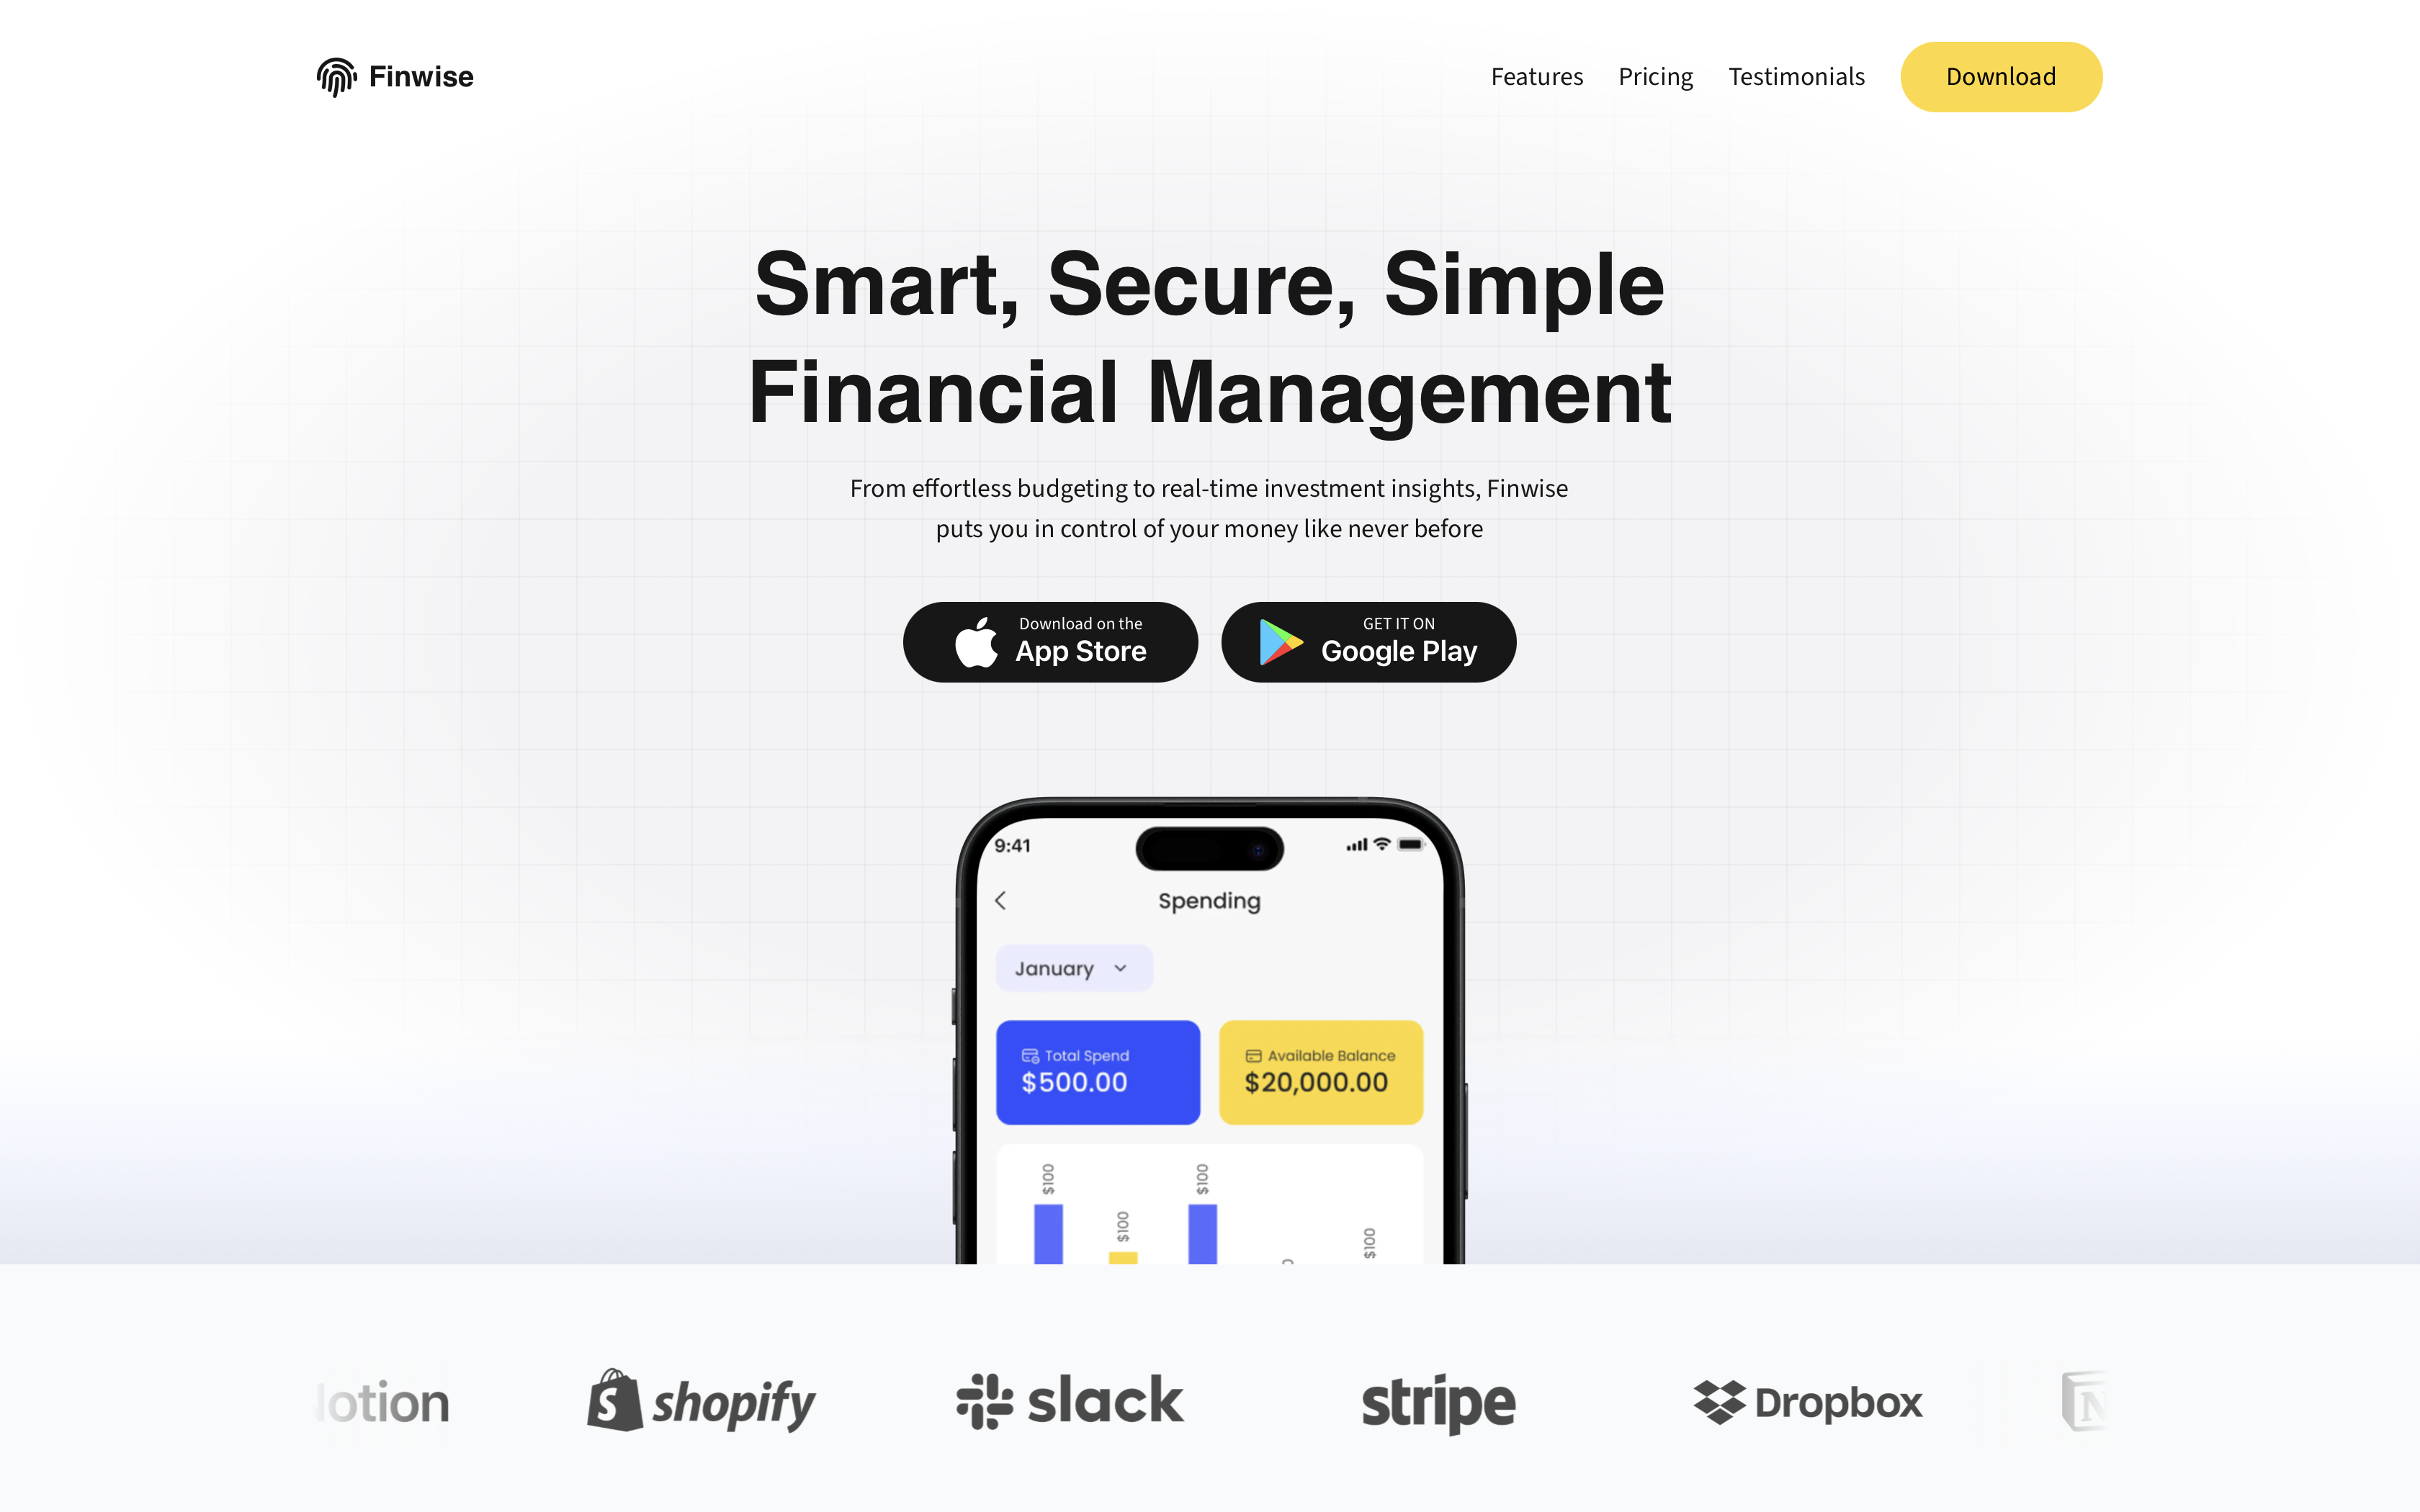 Finwise
Features
Pricing
Testimonials
Download
Smart, Secure, Simple
Financial Management
From effortless budgeting to real-time investment insights, Finwise
puts you in control of your money like never before
Download on the
App Store
GET IT ON
Google Play
9:41
Spending
January
Total Spend
$500.00
Available Balance
$20,000.00
$100
$100
$100
$100
otion
shopify
slack
stripe
Dropbox
N